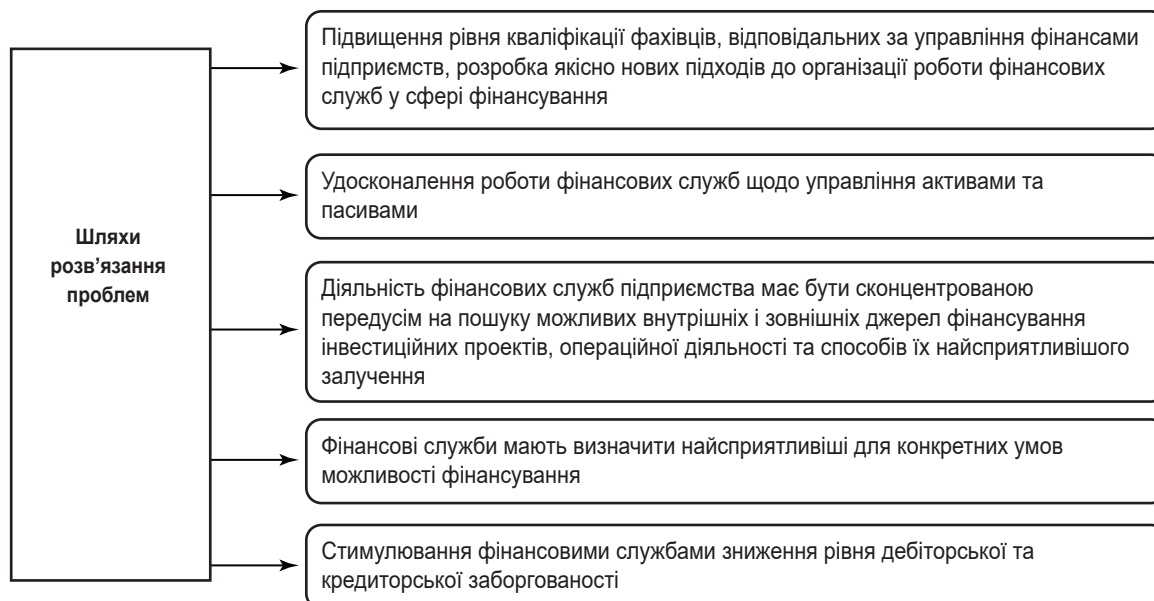 Шляхи
розв’язання
проблем
Підвищення рівня кваліфікації фахівців, відповідальних за управління фінансами
підприємств, розробка якісно нових підходів до організації роботи фінансових
служб у сфері фінансування
Удосконалення роботи фінансових служб щодо управління активами та
пасивами
Діяльність фінансових служб підприємства має бути сконцентрованою
передусім на пошуку можливих внутрішніх і зовнішніх джерел фінансування
інвестиційних проектів, операційної діяльності та способів їх найсприятливішого
залучення
Фінансові служби мають визначити найсприятливіші для конкретних умов
можливості фінансування
Стимулювання фінансовими службами зниження рівня дебіторської та
кредиторської заборгованості